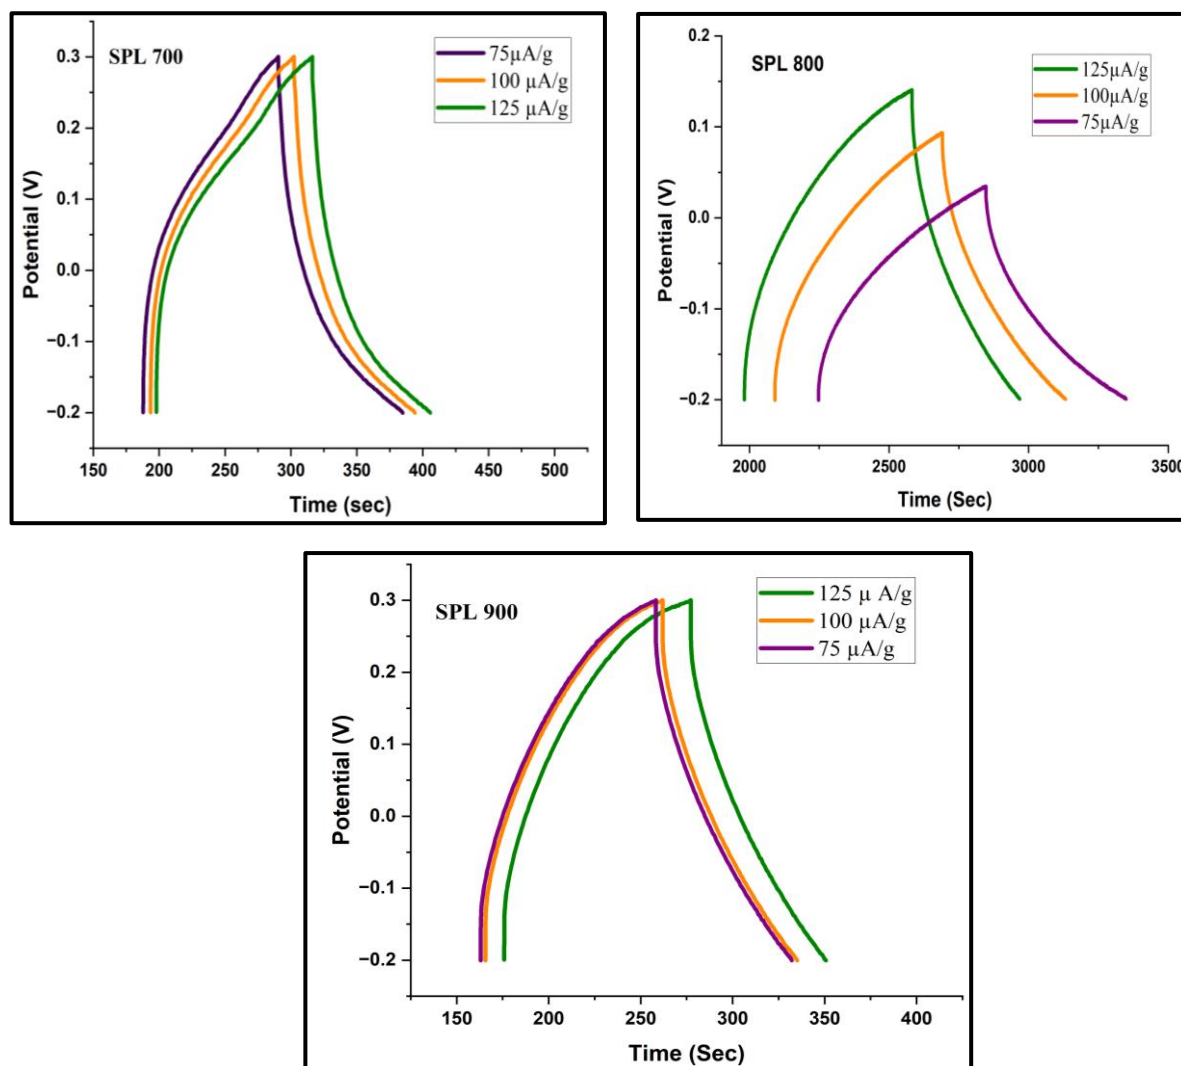 SPL 700
75µA/g
100 µA/g
125 µA/g
0.3
0.2
0.1
0.0
−0.1
−0.2
Potential (V)
150 200 250 300 350 400 450 500
Time (sec)
SPL 800
125µA/g
100µA/g
75µA/g
0.2
0.1
0.0
−0.1
−0.2
Potential (V)
2000 2500 3000 3500
Time (Sec)
SPL 900
125 µ A/g
100 µA/g
75 µA/g
0.3
0.2
0.1
0.0
−0.1
−0.2
Potential (V)
150 200 250 300 350 400
Time (Sec)